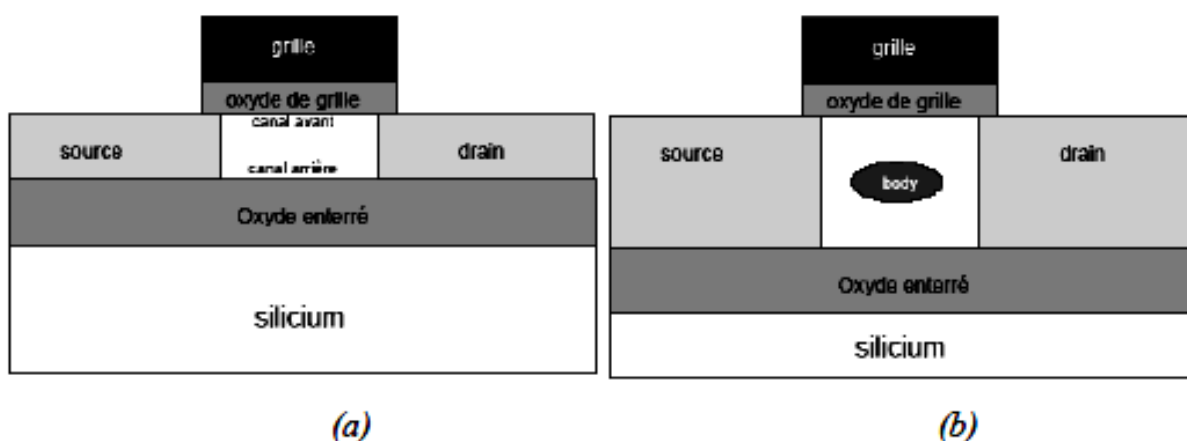 grille
oxyde de grille
canal avant
source
drain
canal arrière
Oxyde enterré
silicium
(a)
grille
oxyde de grille
source
drain
body
Oxyde enterré
silicium
(b)